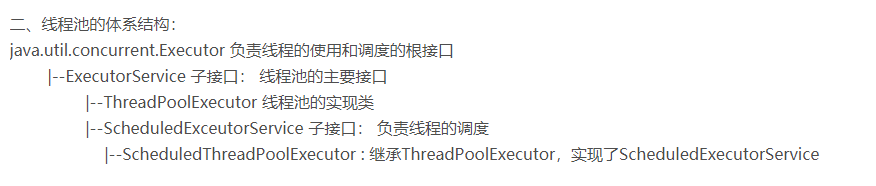 二、线程池的体系结构:
java.util.concurrent.Executor 负责线程的使用和调度的根接口
|--ExecutorService 子接口： 线程池的主要接口
|--ThreadPoolExecutor 线程池的实现类
|--ScheduledExceutorService 子接口： 负责线程的调度
|--ScheduledThreadPoolExecutor : 继承ThreadPoolExecutor，实现了ScheduledExecutorService